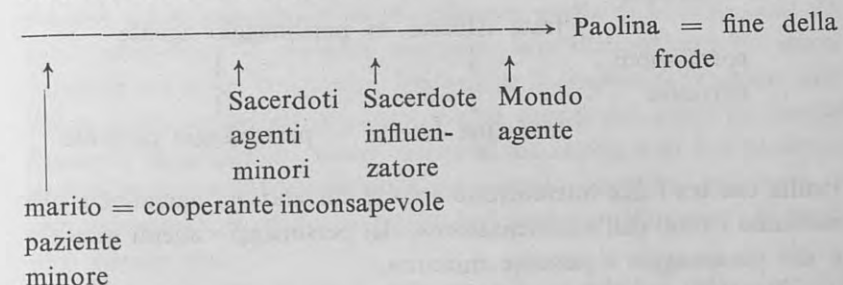 Paolina = fine della
frode
Sacerdoti Sacerdote Mondo
agenti influen- agente
minori zatore
marito = cooperante inconsapevole
paziente
minore